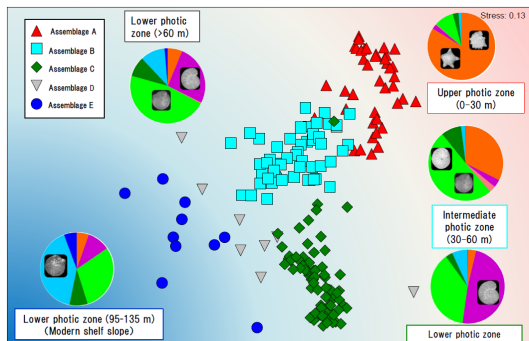 Assemblage A
Assemblage B
Assemblage C
Assemblage D
Assemblage E
Lower photic
zone (>60 m)
Stress: 0.13
Upper photic zone
(0-30 m)
Intermediate
photic zone
(30-60 m)
Lower photic zone (95-135 m)
(Modern shelf slope)
Lower photic zone